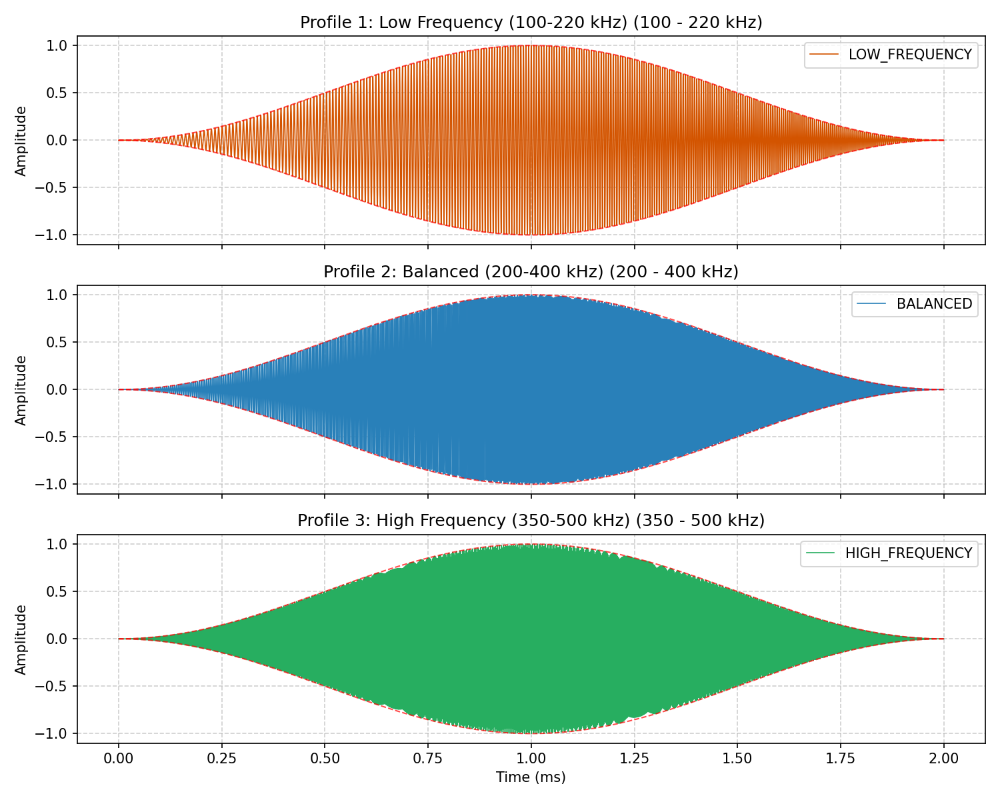 Profile 1: Low Frequency (100-220 kHz) (100 - 220 kHz)
LOW_FREQUENCY
Amplitude
1.0
0.5
0.0
−0.5
−1.0
Profile 2: Balanced (200-400 kHz) (200 - 400 kHz)
BALANCED
Amplitude
1.0
0.5
0.0
−0.5
−1.0
Profile 3: High Frequency (350-500 kHz) (350 - 500 kHz)
HIGH_FREQUENCY
Amplitude
1.0
0.5
0.0
−0.5
−1.0
0.00 0.25 0.50 0.75 1.00 1.25 1.50 1.75 2.00
Time (ms)